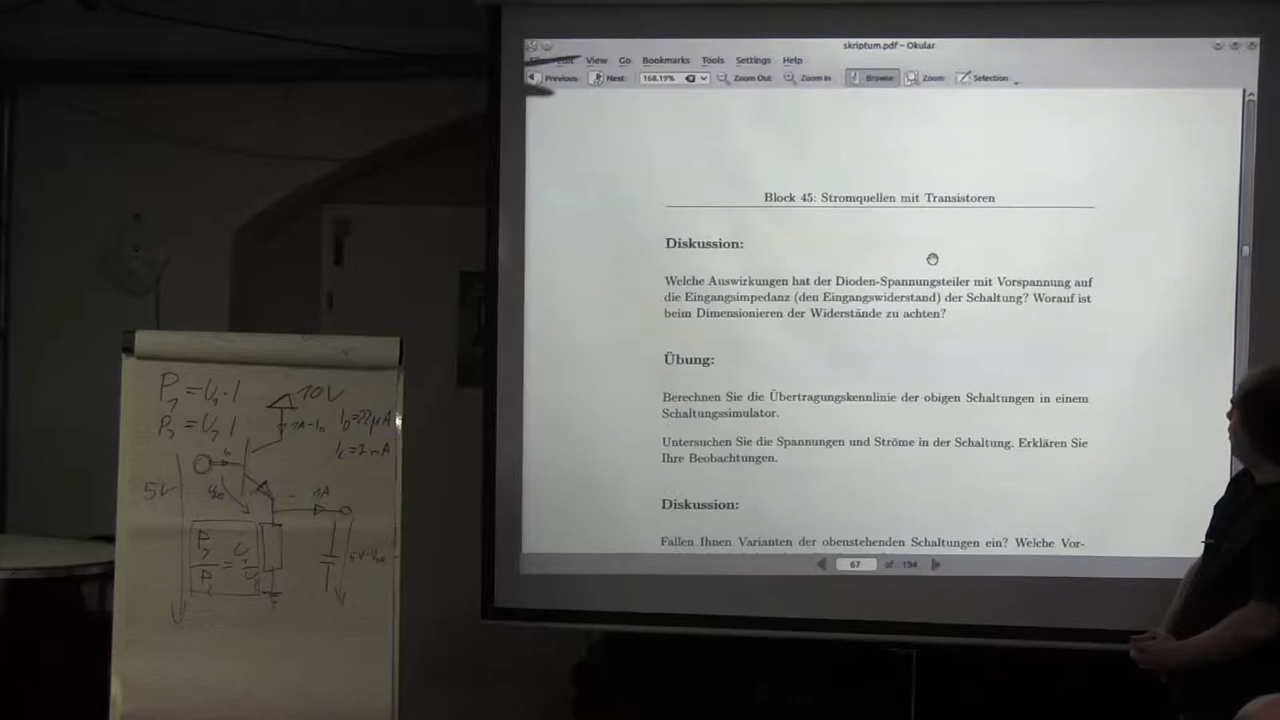 skriptum.pdf – Okular
View Go Bookmarks Tools Settings Help
Previous Next 168.19% Zoom Out Zoom In Browse Zoom Selection
Block 45: Stromquellen mit Transistoren
Diskussion:
Welche Auswirkungen hat der Dioden-Spannungsteiler mit Vorspannung auf
die Eingangsimpedanz (den Eingangswiderstand) der Schaltung? Worauf ist
beim Dimensionieren der Widerstände zu achten?
Übung:
Berechnen Sie die Übertragungskennlinie der obigen Schaltungen in einem
Schaltungssimulator.
Untersuchen Sie die Spannungen und Ströme in der Schaltung. Erklären Sie
Ihre Beobachtungen.
Diskussion:
Fallen Ihnen Varianten der obenstehenden Schaltungen ein? Welche Vor-
67 of 194
10V
=2mA
5V
1A